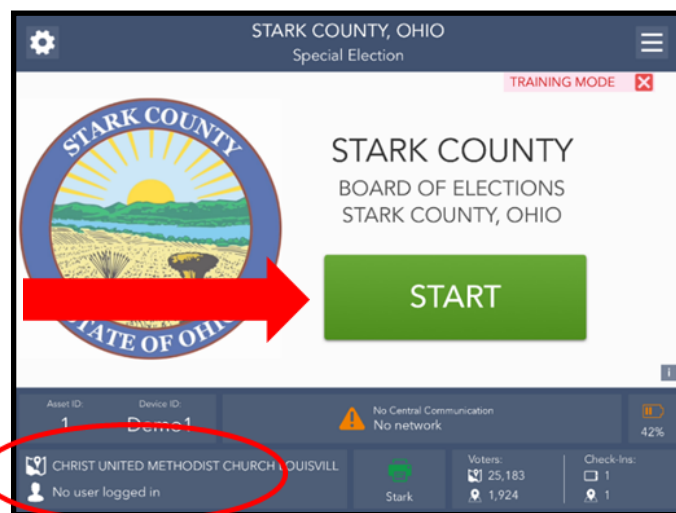 STARK COUNTY, OHIO
Special Election
TRAINING MODE
STARK COUNTY
STATE OF OHIO
STARK COUNTY
BOARD OF ELECTIONS
STARK COUNTY, OHIO
START
i
Asset ID:
1
Device ID:
Demo1
No Central Communication
No network
42%
CHRIST UNITED METHODIST CHURCH LOUISVILL
No user logged in
Stark
Voters:
25,183
1,924
Check-Ins:
1
1